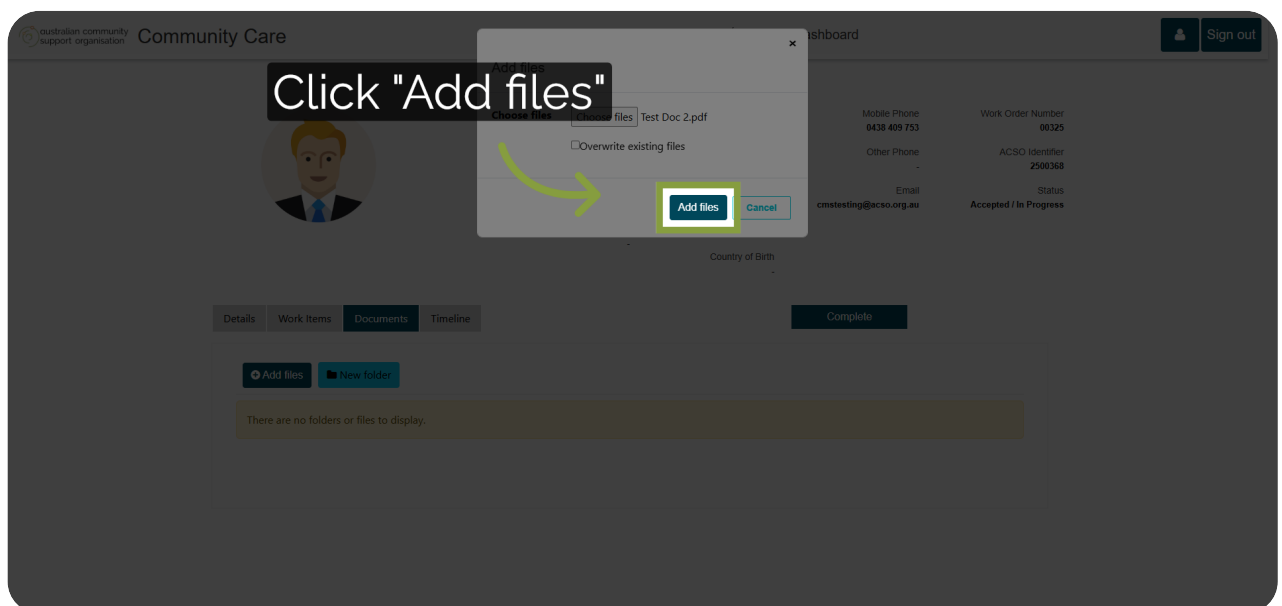 australian community
support organisation
Community Care
ashboard
Sign out
×
Add files
Click "Add files"
Choose files
Choose files
Test Doc 2.pdf
Overwrite existing files
Add files
Cancel
Mobile Phone
0438 409 753
Work Order Number
00325
Other Phone
-
ACSO Identifier
2500368
Email
cmstesting@acso.org.au
Status
Accepted / In Progress
-
Country of Birth
-
Details
Work Items
Documents
Timeline
Complete
Add files
New folder
There are no folders or files to display.